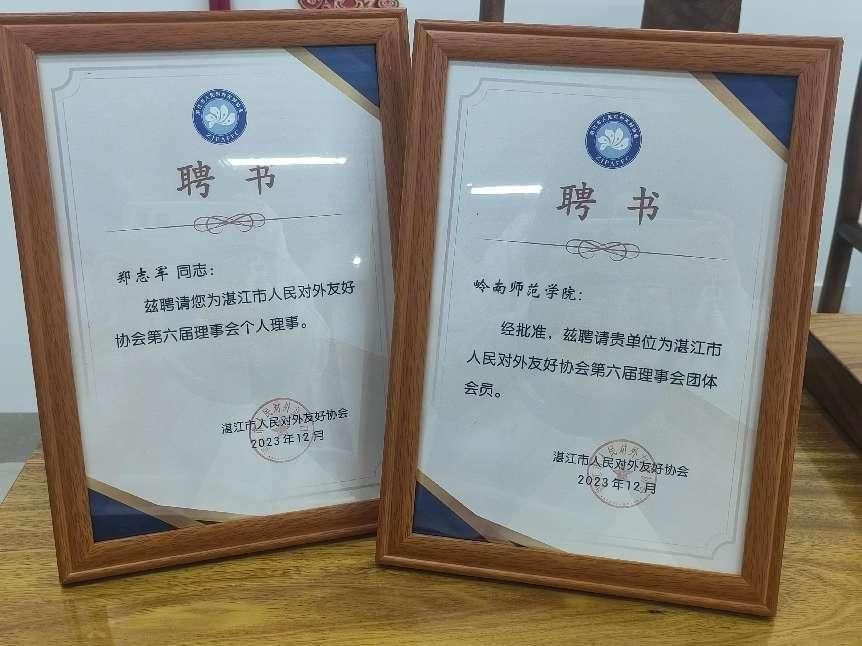 聘书
郑志军 同志：
兹聘请您为湛江市人民对外友好
协会第六届理事会个人理事。
湛江市人民对外友好协会
2023年12月
聘书
岭南师范学院：
经批准，兹聘请贵单位为湛江市
人民对外友好协会第六届理事会团体
会员。
湛江市人民对外友好协会
2023年12月